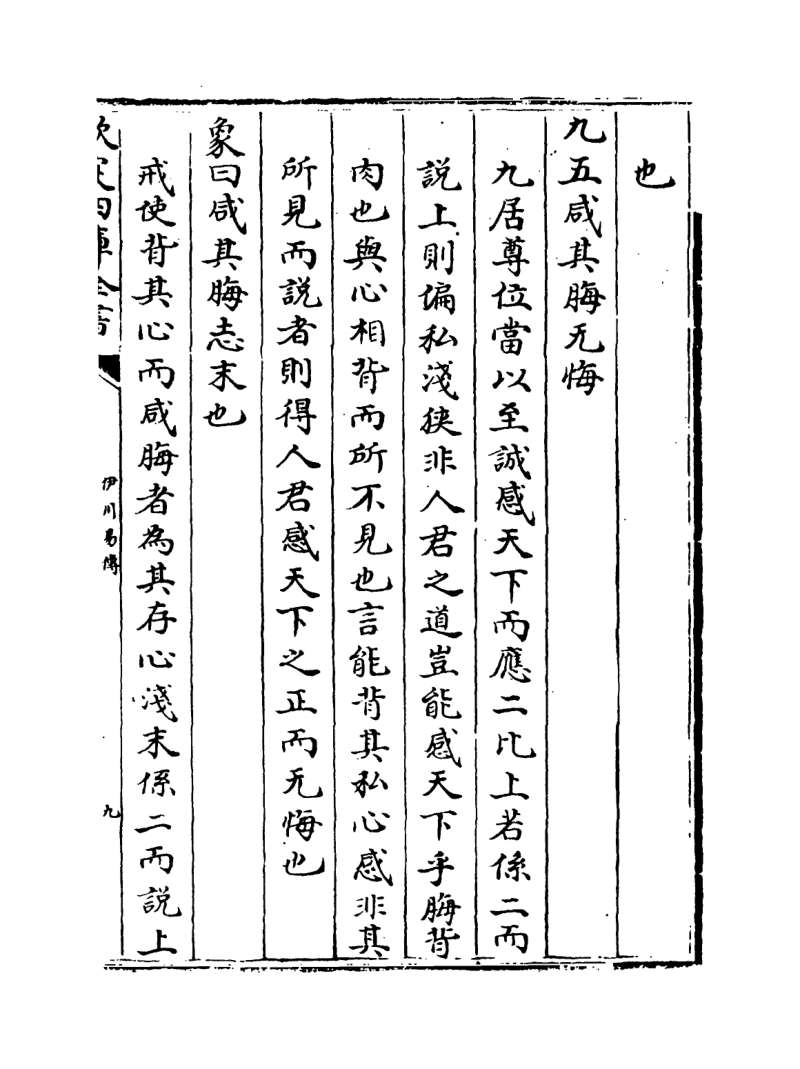 也
九五咸其脢无悔
九居尊位當以至誠感天下而應二比上若係二而
説上則偏私淺狹非人君之道豈能感天下乎脢背
肉也與心相背而所不見也言能背其私心感非其
所見而説者則得人君感天下之正而无悔也
象曰咸其脢志末也
戒使背其心而咸脢者為其存心淺末係二而説上
欽定四庫全書
伊川易傳
九